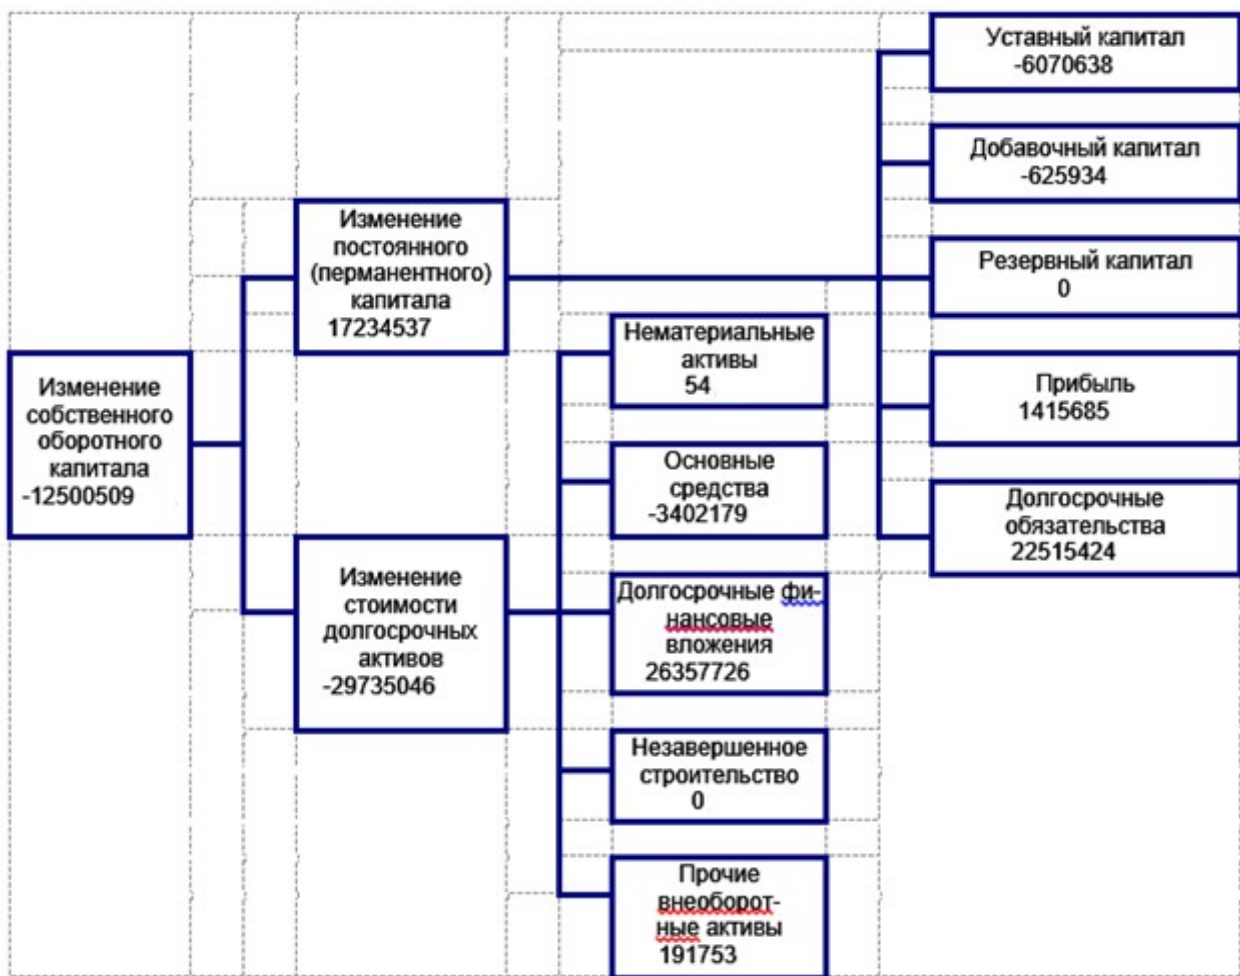 Уставный капитал
-6070638
Добавочный капитал
-625934
Резервный капитал
0
Прибыль
1415685
Долгосрочные
обязательства
22515424
Изменение
постоянного
(перманентного)
капитала
17234537
Нематериальные
активы
54
Основные
средства
-3402179
Долгосрочные фи-
нансовые
вложения
26357726
Незавершенное
строительство
0
Прочие
внеоборот-
ные активы
191753
Изменение
собственного
оборотного
капитала
-12500509
Изменение
стоимости
долгосрочных
активов
-29735046